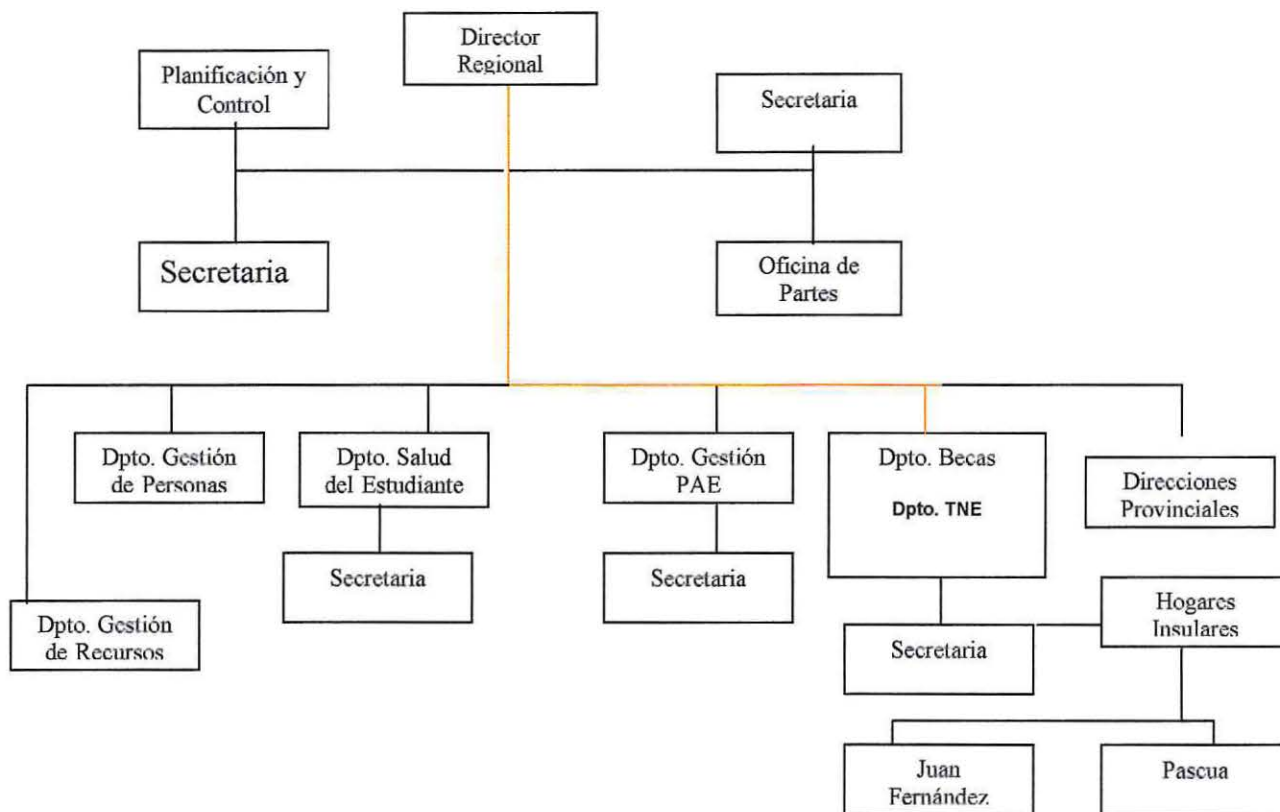 Director
Regional
Planificación y
Control
Secretaria
Secretaria
Oficina de
Partes
Dpto. Gestión
de Personas
Dpto. Salud
del Estudiante
Dpto. Gestión
PAE
Dpto. Becas
Dpto. TNE
Direcciones
Provinciales
Secretaria
Secretaria
Hogares
Insulares
Dpto. Gestión
de Recursos
Secretaria
Juan
Fernández
Pascua